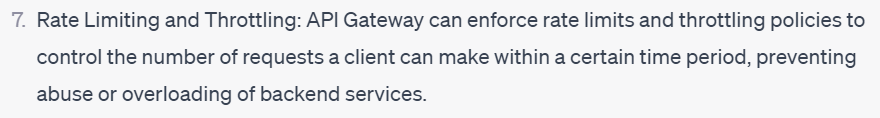 7. Rate Limiting and Throttling: API Gateway can enforce rate limits and throttling policies to
control the number of requests a client can make within a certain time period, preventing
abuse or overloading of backend services.